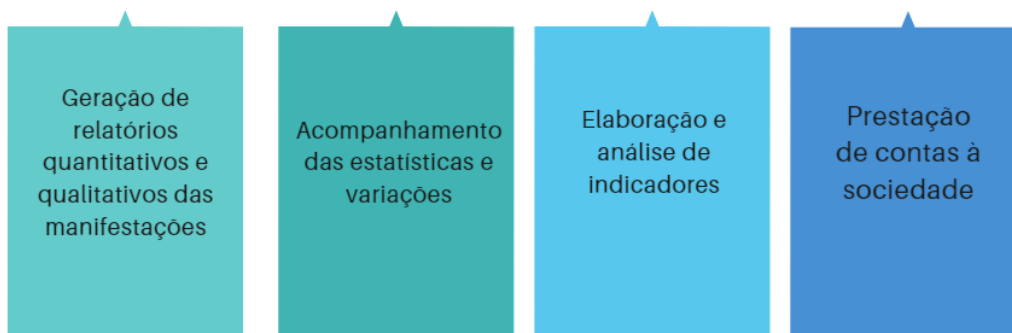 Geração de
relatórios
quantitativos e
qualitativos das
manifestações
Acompanhamento
das estatísticas e
variações
Elaboração e
análise de
indicadores
Prestação
de contas à
sociedade